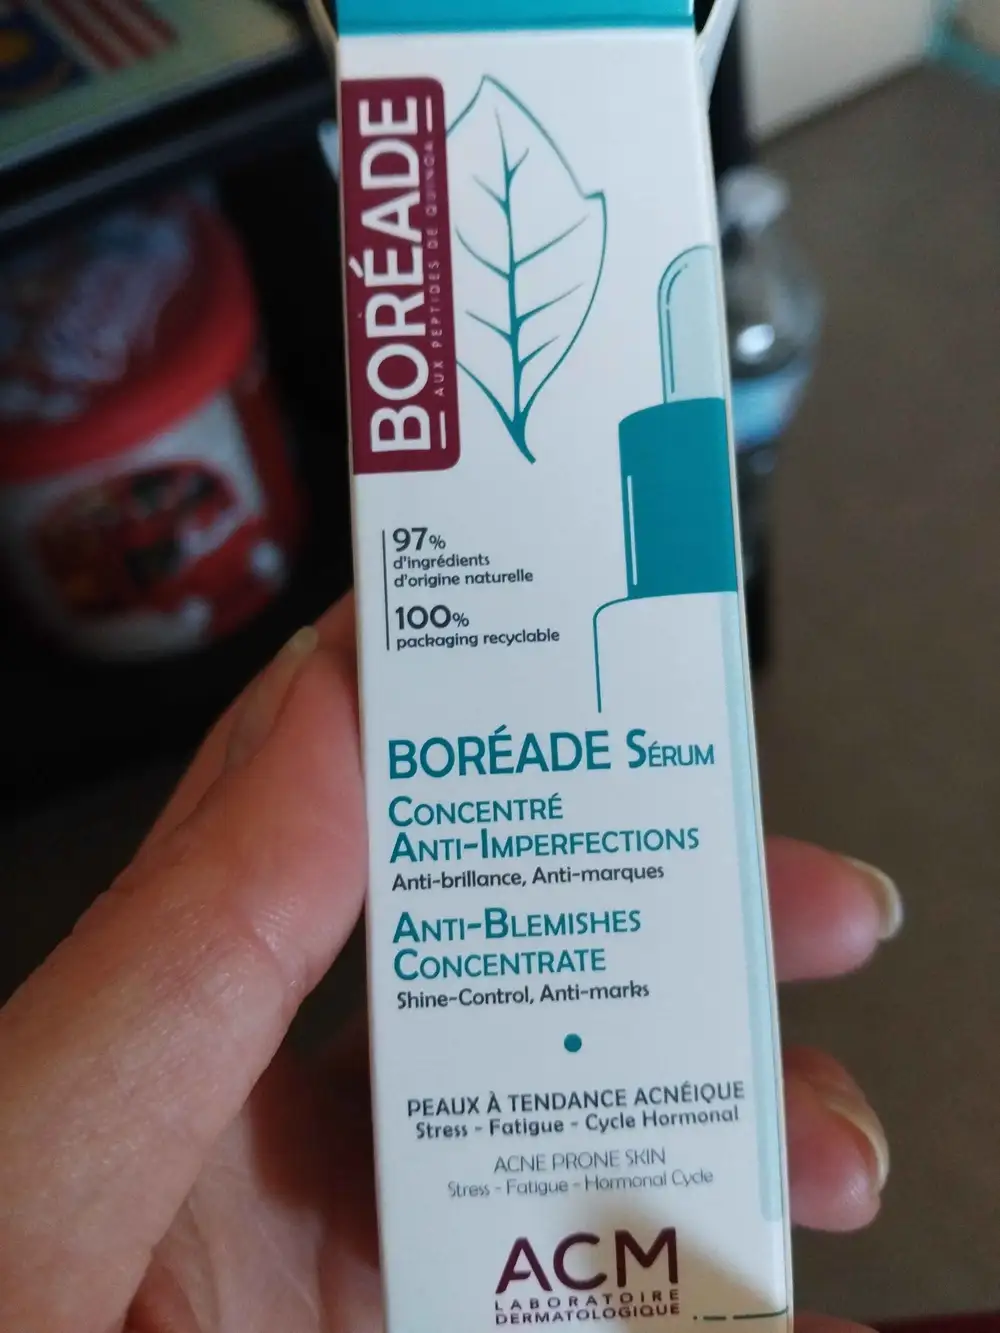 BORÉADE
AUX PEPTIDES DE QUINOA
97%
d'ingrédients
d'origine naturelle
100%
packaging recyclable
BORÉADE SÉRUM
CONCENTRÉ
ANTI-IMPERFECTIONS
Anti-brillance, Anti-marques
ANTI-BLEMISHES
CONCENTRATE
Shine-Control, Anti-marks
PEAUX À TENDANCE ACNÉIQUE
Stress - Fatigue - Cycle Hormonal
ACNE PRONE SKIN
Stress - Fatigue - Hormonal Cycle
ACM
LABORATOIRE
DERMATOLOGIQUE